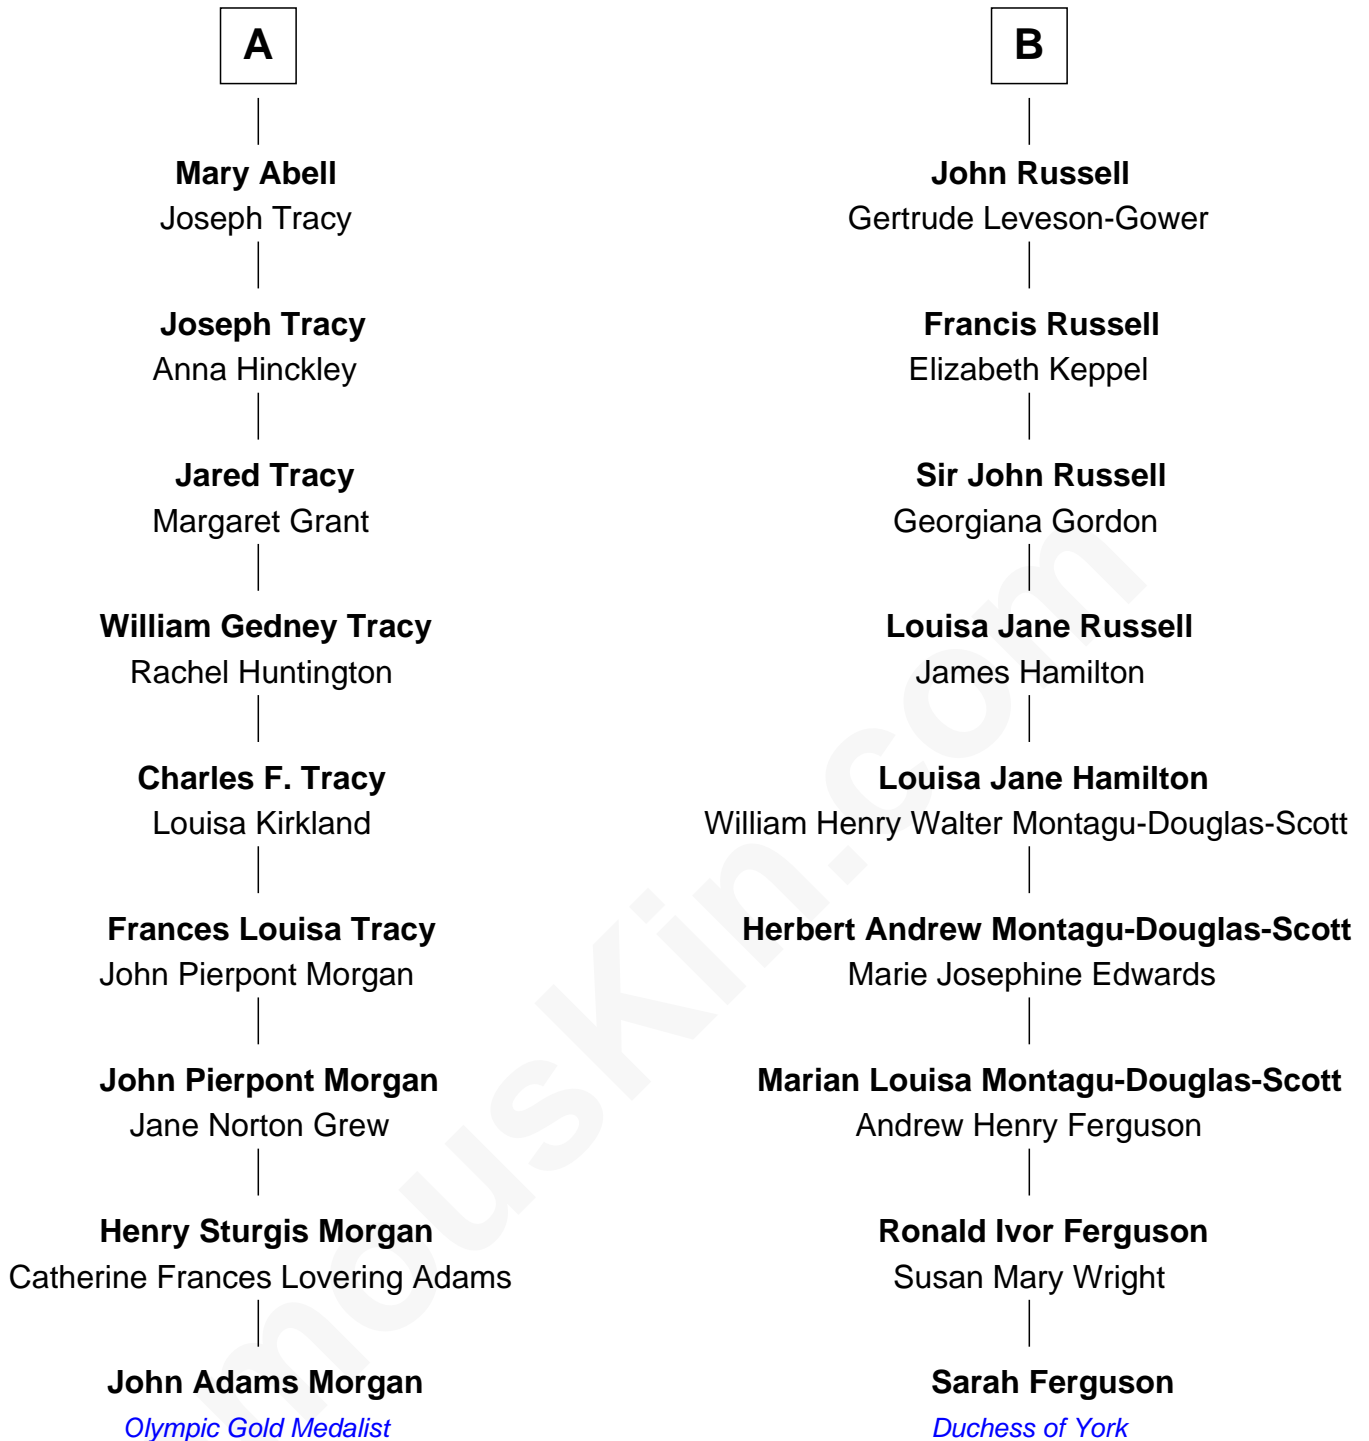 A
Mary Abell
Joseph Tracy
Joseph Tracy
Anna Hinckley
Jared Tracy
Margaret Grant
William Gedney Tracy
Rachel Huntington
Charles F. Tracy
Louisa Kirkland
Frances Louisa Tracy
John Pierpont Morgan
John Pierpont Morgan
Jane Norton Grew
Henry Sturgis Morgan
Catherine Frances Lovering Adams
John Adams Morgan
Olympic Gold Medalist
B
John Russell
Gertrude Leveson-Gower
Francis Russell
Elizabeth Keppel
Sir John Russell
Georgiana Gordon
Louisa Jane Russell
James Hamilton
Louisa Jane Hamilton
William Henry Walter Montagu-Douglas-Scott
Herbert Andrew Montagu-Douglas-Scott
Marie Josephine Edwards
Marian Louisa Montagu-Douglas-Scott
Andrew Henry Ferguson
Ronald Ivor Ferguson
Susan Mary Wright
Sarah Ferguson
Duchess of York
mousKin.com